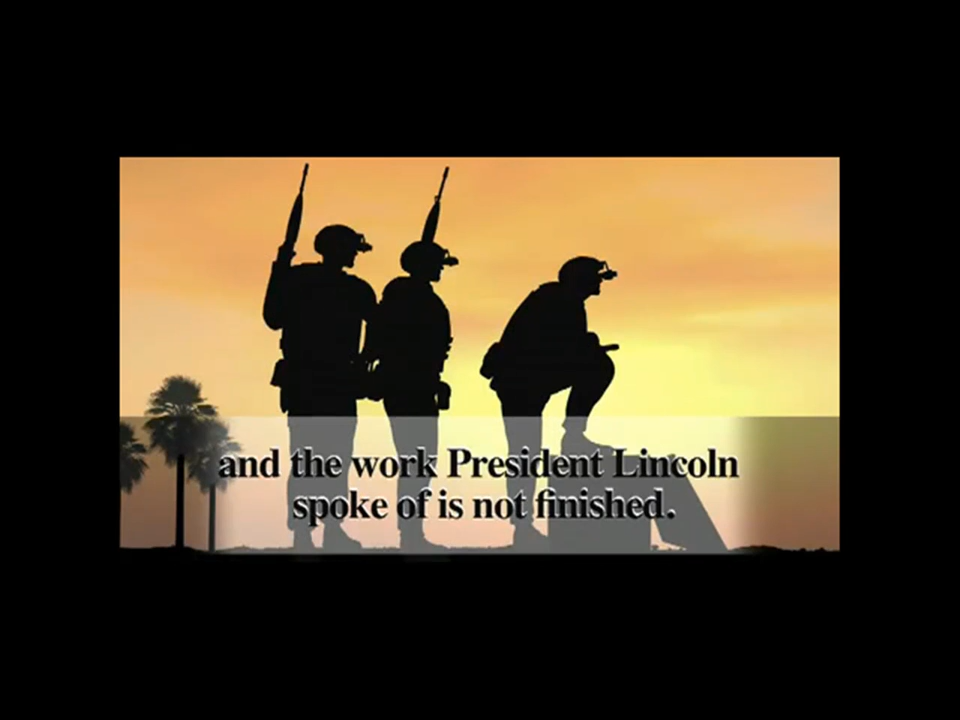 and the work President Lincoln
spoke of is not finished.